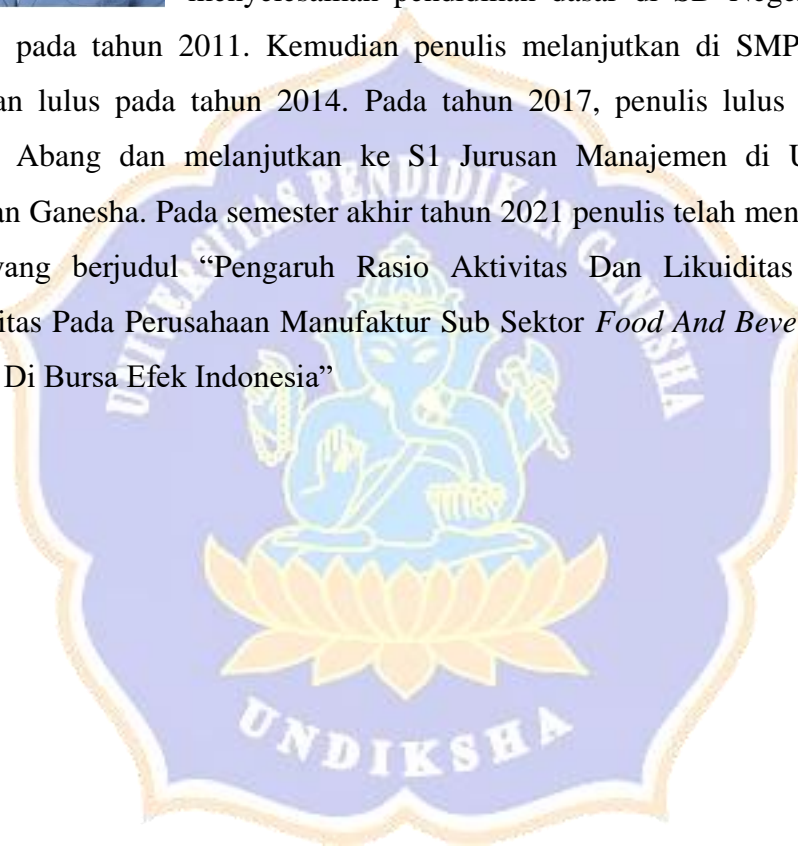 menyelesaikan pendidikan dasar di SD Neger
pada tahun 2011. Kemudian penulis melanjutkan di SMP
an lulus pada tahun 2014. Pada tahun 2017, penulis lulus
Abang dan melanjutkan ke S1 Jurusan Manajemen di U
an Ganesha. Pada semester akhir tahun 2021 penulis telah men
yang berjudul “Pengaruh Rasio Aktivitas Dan Likuiditas
itas Pada Perusahaan Manufaktur Sub Sektor Food And Beve
Di Bursa Efek Indonesia”
UNIVERSITAS PENDIDIKAN GANESHA
UNDIKSHA